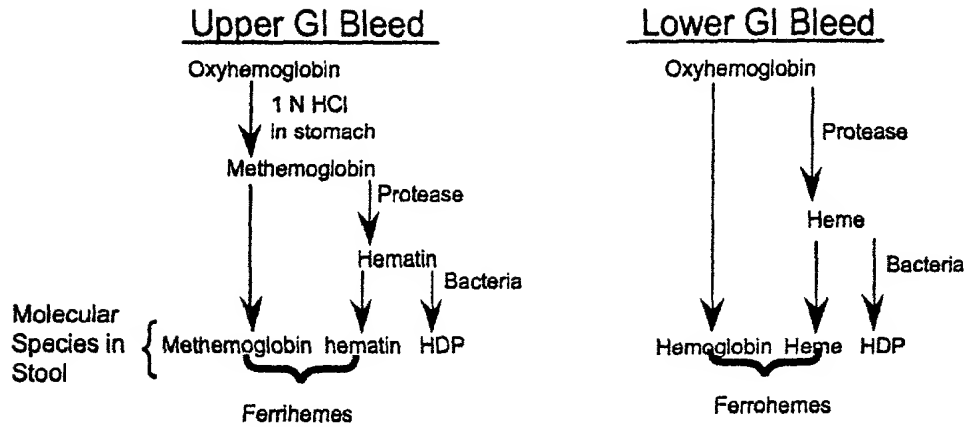 Upper GI Bleed
Oxyhemoglobin
1 N HCl
in stomach
Methemoglobin
Protease
Hematin
Bacteria
Molecular
Species in
Stool
Methemoglobin hematin HDP
Ferrihemes
Lower GI Bleed
Oxyhemoglobin
Protease
Heme
Bacteria
Hemoglobin Heme HDP
Ferrohemes